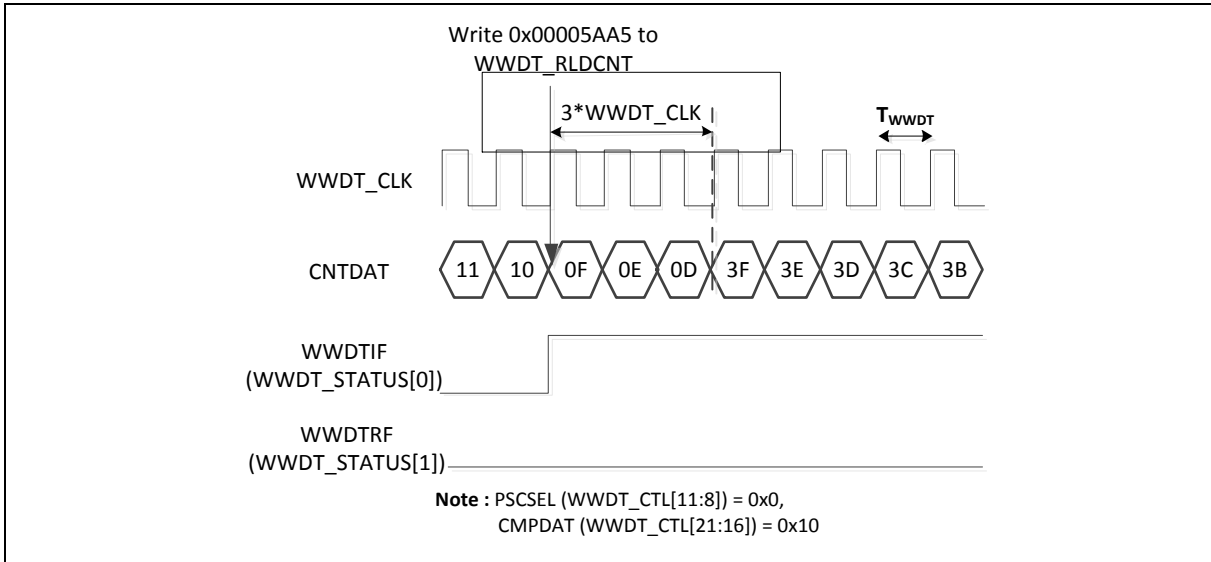 Write 0x00005AA5 to
WWDT_RLDCNT
3*WWDT_CLK
TWWDT
WWDT_CLK
CNTDAT
11 10 0F 0E 0D 3F 3E 3D 3C 3B
WWDTIF
(WWDT_STATUS[0])
WWDTRF
(WWDT_STATUS[1])
Note : PSCSEL (WWDT_CTL[11:8]) = 0x0,
CMPDAT (WWDT_CTL[21:16]) = 0x10